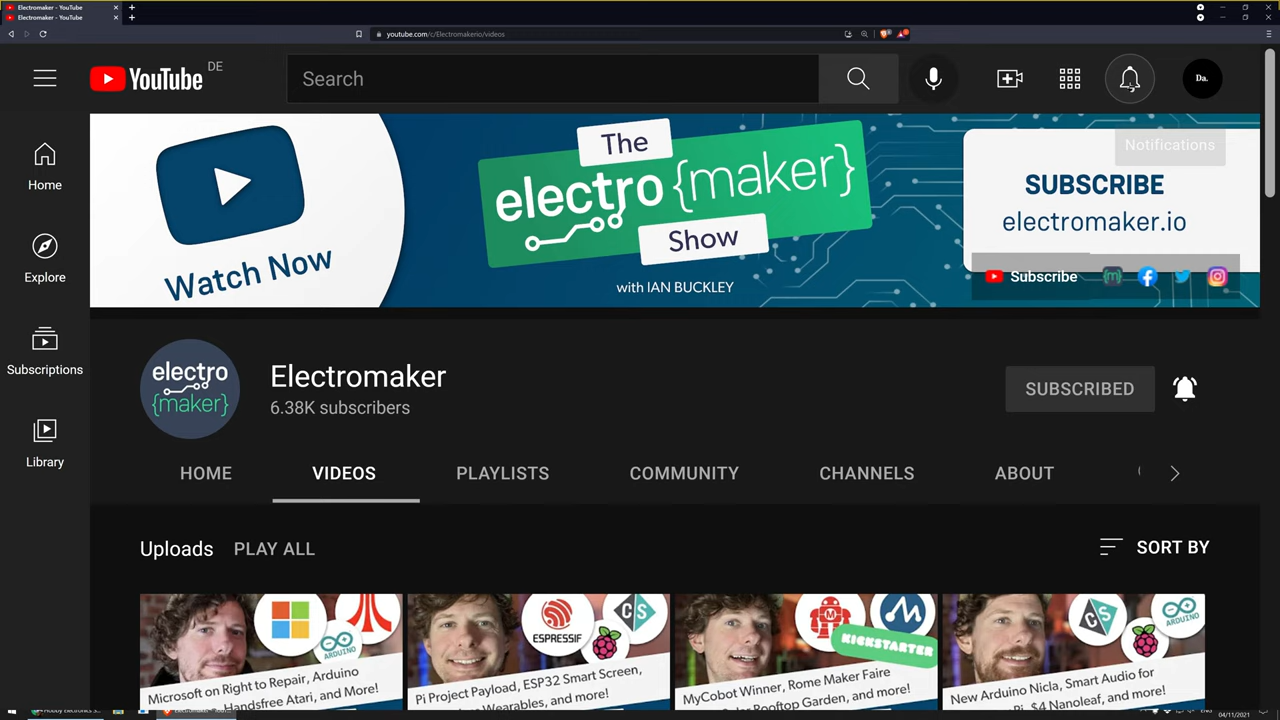 Electromaker - YouTube
Electromaker - YouTube
youtube.com/c/Electromakerio/videos
YouTube DE
Search
Da.
Notifications
Home
Explore
Subscriptions
Library
Watch Now
The
electro {maker}
Show
with IAN BUCKLEY
SUBSCRIBE
electromaker.io
Subscribe
electro
{maker}
Electromaker
6.38K subscribers
SUBSCRIBED
HOME VIDEOS PLAYLISTS COMMUNITY CHANNELS ABOUT
Uploads PLAY ALL
SORT BY
ARDUINO
Microsoft on Right to Repair, Arduino
Handsfree Atari, and More!
ESPRESSIF
CS
Pi Project Payload, ESP32 Smart Screen,
Wearables, and more!
KICKSTARTER
MyCobot Winner, Rome Maker Faire
Rooftop Garden, and more!
CS
ARDUINO
New Arduino Nicla, Smart Audio for
Pi, $4 Nanoleaf, and more!
04/11/2021